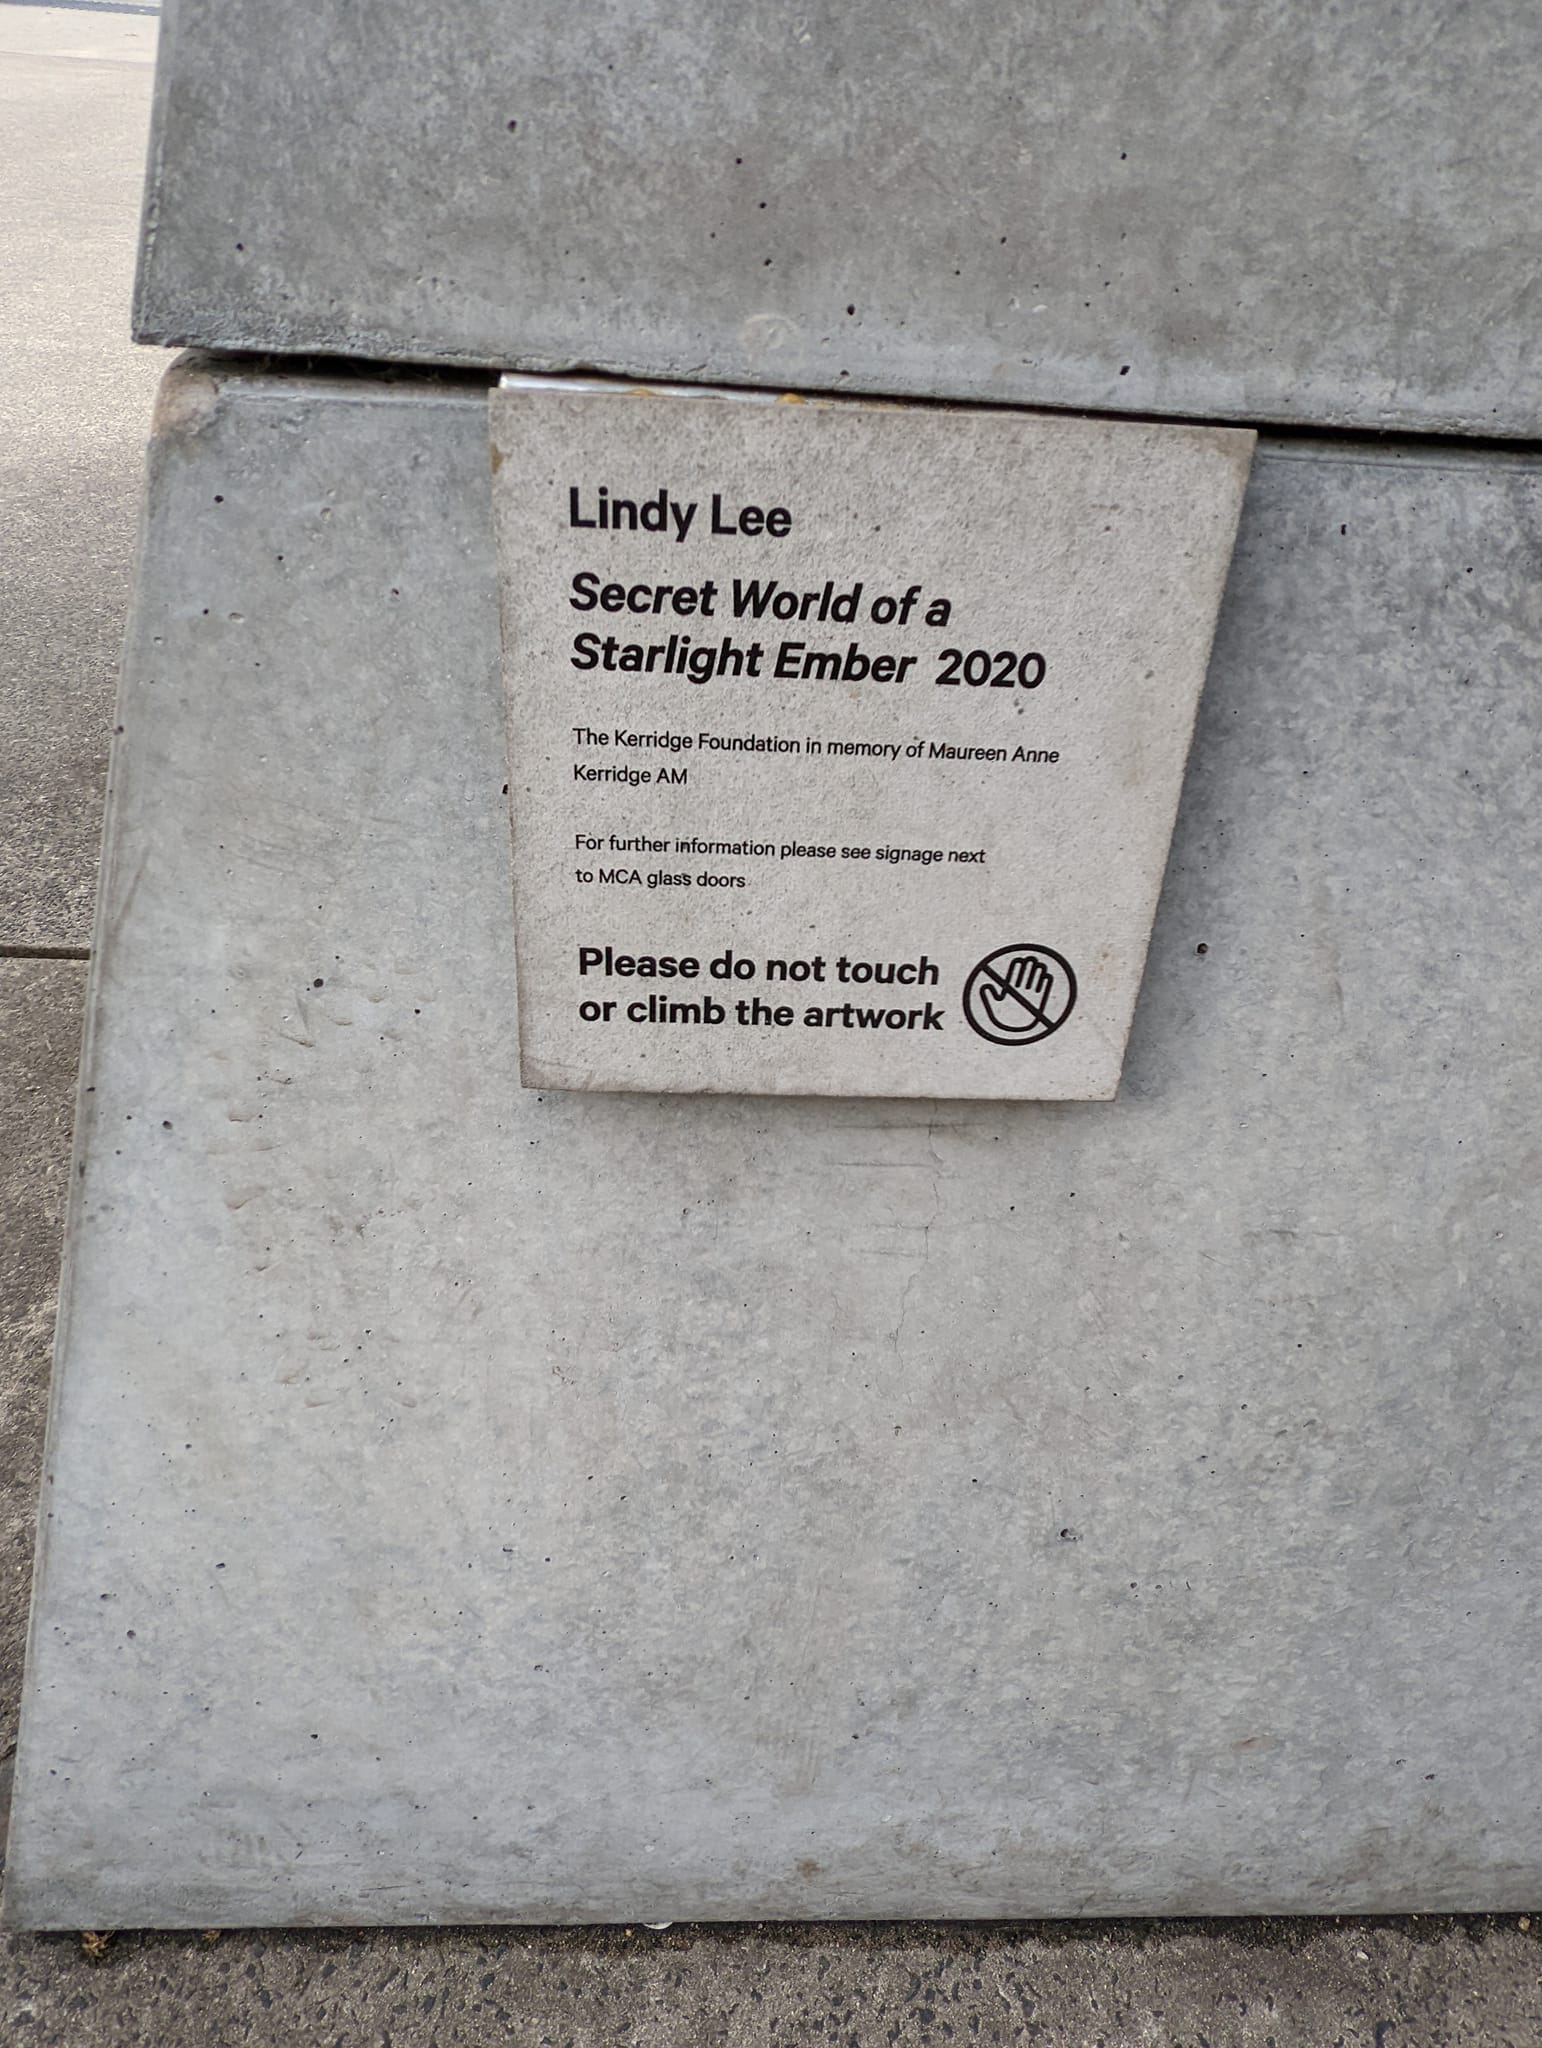 Lindy Lee
Secret World of a
Starlight Ember 2020
The Kerridge Foundation in memory of Maureen Anne
Kerridge AM
For further information please see signage next
to MCA glass doors
Please do not touch
or climb the artwork